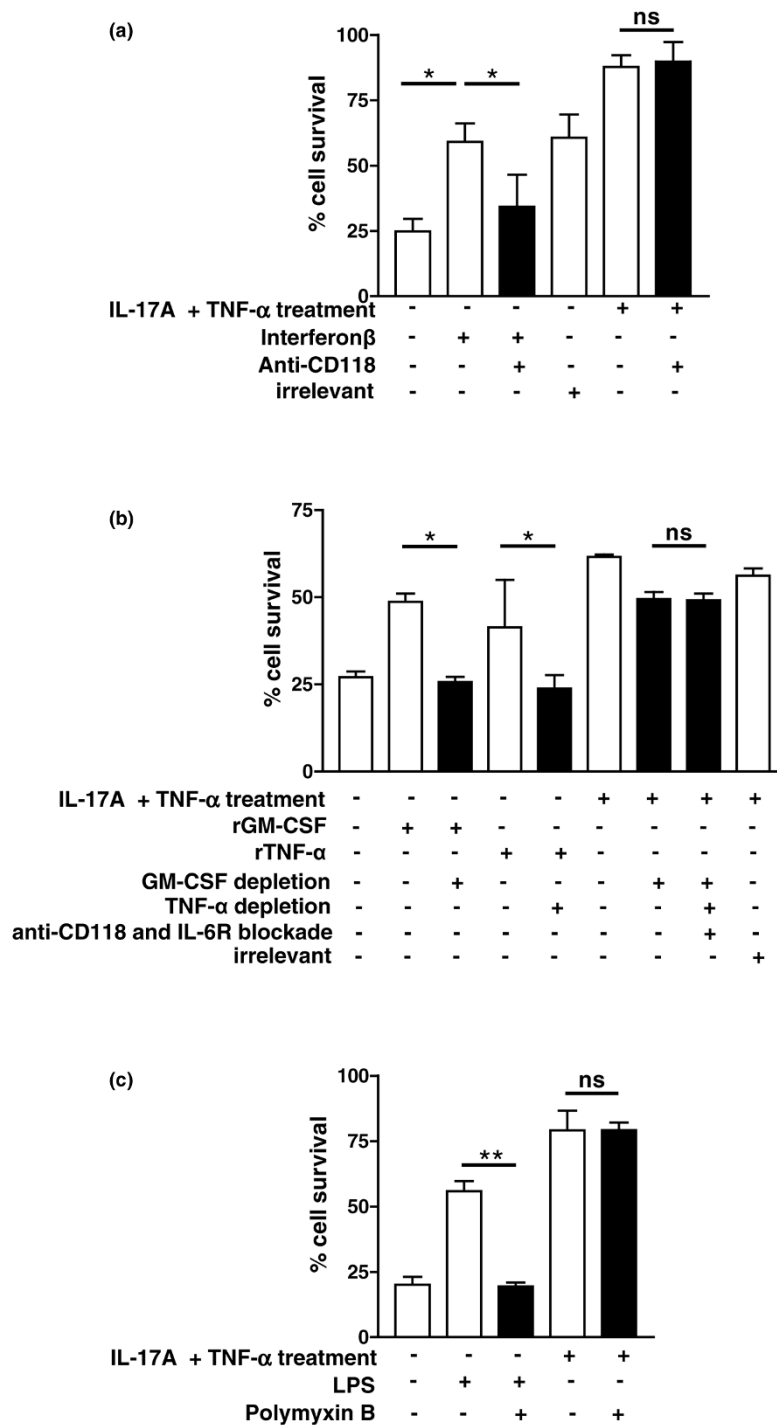 (a)
ns
100
* *
75
50
25
0
% cell survival
IL-17A + TNF-α treatment - - - - + +
Interferonβ - + + - - -
Anti-CD118 - - + - - +
irrelevant - - - + - -
(b)
75
* * ns
50
25
0
% cell survival
IL-17A + TNF-α treatment - - - - - + + + +
rGM-CSF - + + - - - - - -
rTNF-α - - - + + - - - -
GM-CSF depletion - - + - - - + + -
TNF-α depletion - - - - + - - + -
anti-CD118 and IL-6R blockade - - - - - - - + -
irrelevant - - - - - - - - +
(c)
100
ns
75
**
50
25
0
% cell survival
IL-17A + TNF-α treatment - - - + +
LPS - + + - -
Polymyxin B - - + - +